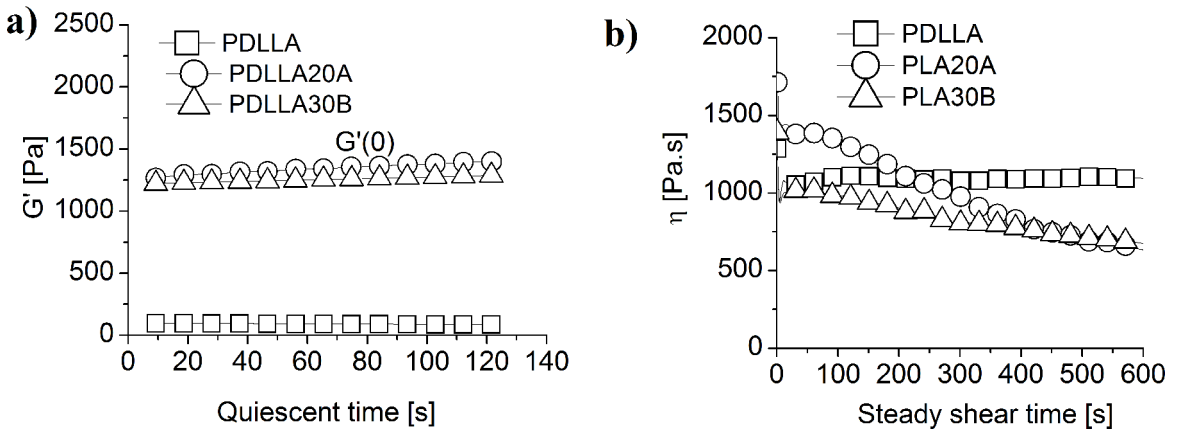 a)
PDLLA
PDLLA20A
PDLLA30B
G'(0)
G' [Pa]
2500
2000
1500
1000
500
0
0 20 40 60 80 100 120 140
Quiescent time [s]
b)
PDLLA
PLA20A
PLA30B
η [Pa.s]
2000
1500
1000
500
0
0 100 200 300 400 500 600
Steady shear time [s]